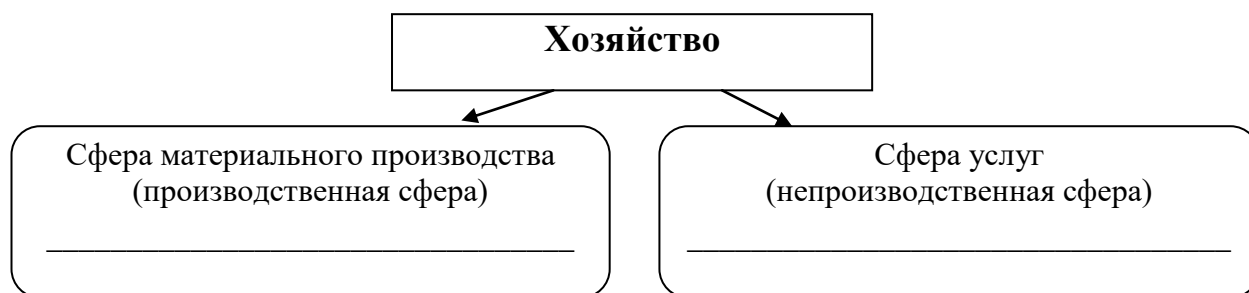 Хозяйство
Сфера материального производства
(производственная сфера)
Сфера услуг
(непроизводственная сфера)